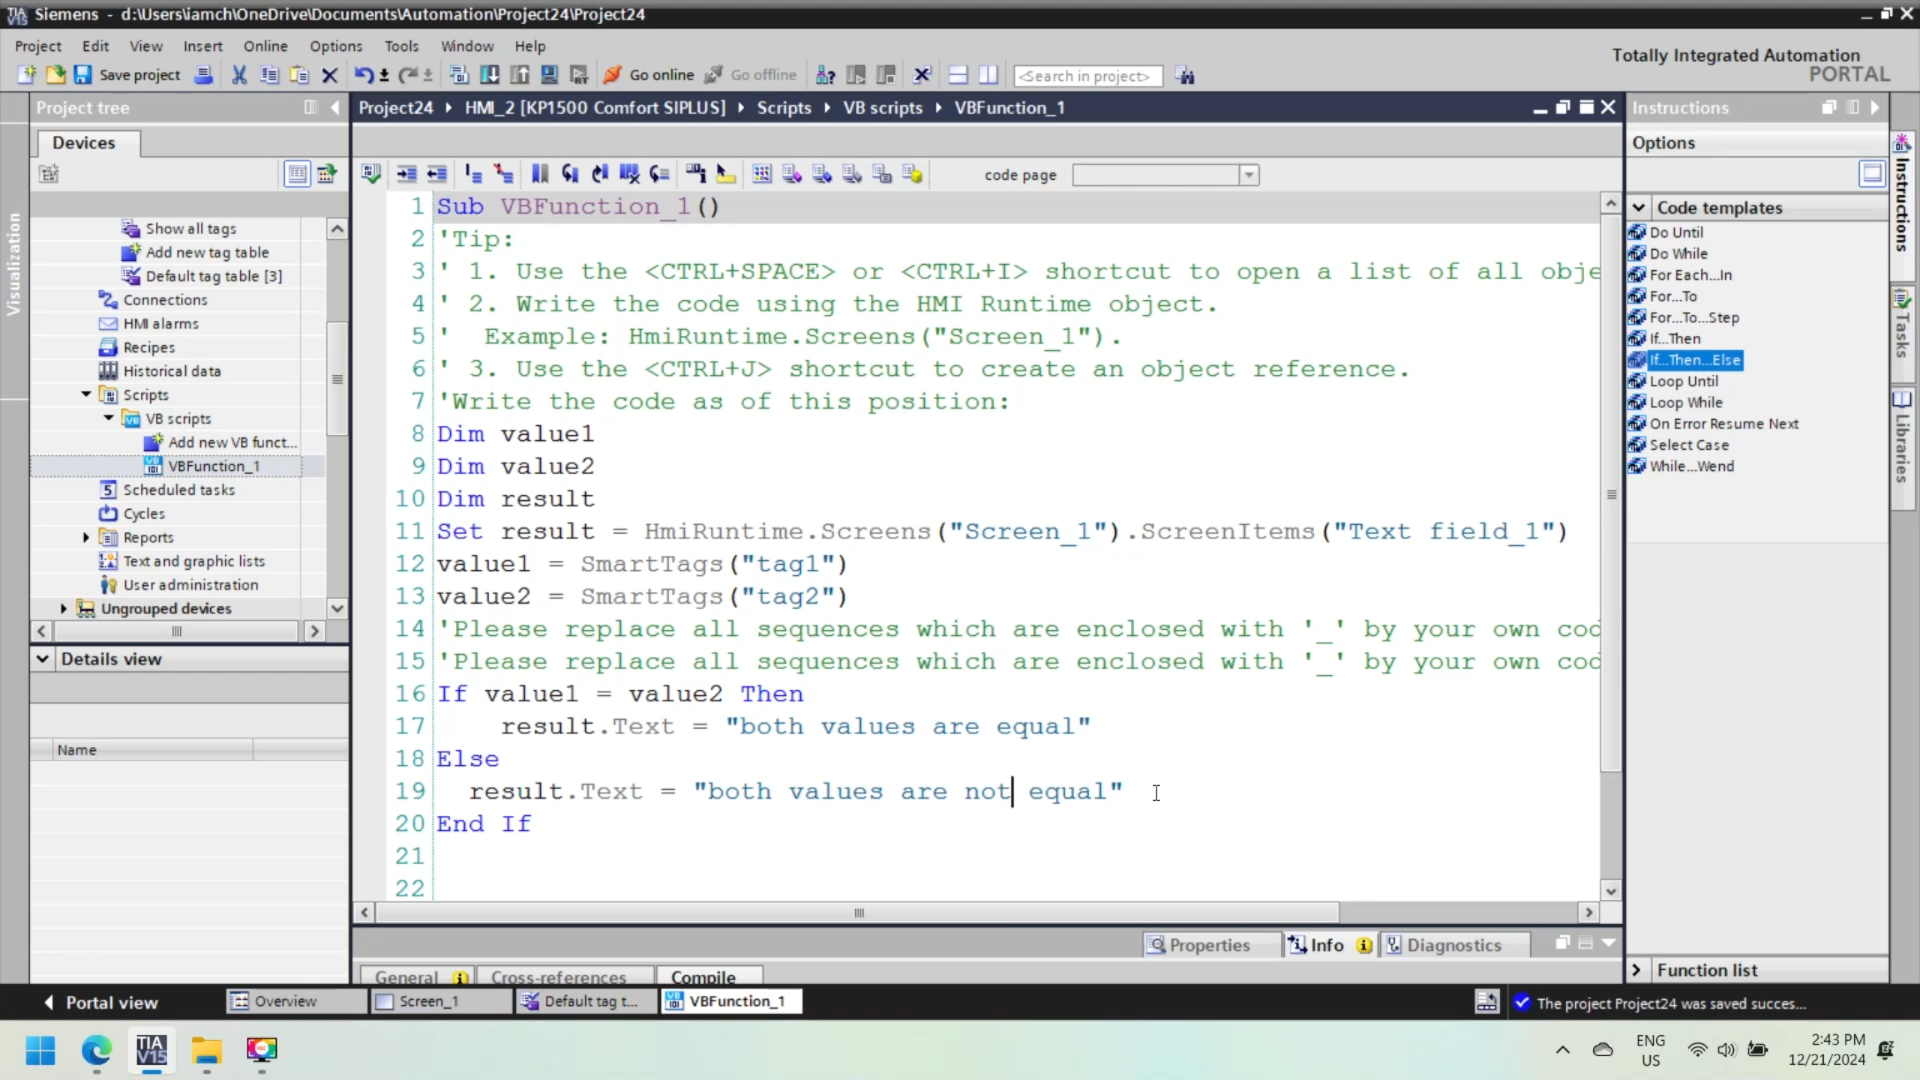 Siemens - d:\Users\iamch\OneDrive\Documents\Automation\Project24\Project24
Project Edit View Insert Online Options Tools Window Help
Totally Integrated Automation
PORTAL
Save project
Go online
Go offline
<Search in project>
Project tree
Project24 HMI_2 [KP1500 Comfort SIPLUS] Scripts VB scripts VBFunction_1
Instructions
Devices
Options
code page
Visualization
Show all tags
Add new tag table
Default tag table [3]
Connections
HMI alarms
Recipes
Historical data
Scripts
VB scripts
Add new VB funct...
VBFunction_1
Scheduled tasks
Cycles
Reports
Text and graphic lists
User administration
Ungrouped devices
Details view
Name
1 Sub VBFunction_1()
2 'Tip:
3 ' 1. Use the <CTRL+SPACE> or <CTRL+I> shortcut to open a list of all obje
4 ' 2. Write the code using the HMI Runtime object.
5 ' Example: HmiRuntime.Screens("Screen_1").
6 ' 3. Use the <CTRL+J> shortcut to create an object reference.
7 'Write the code as of this position:
8 Dim value1
9 Dim value2
10 Dim result
11 Set result = HmiRuntime.Screens("Screen_1").ScreenItems("Text field_1")
12 value1 = SmartTags("tag1")
13 value2 = SmartTags("tag2")
14 'Please replace all sequences which are enclosed with '_' by your own cod
15 'Please replace all sequences which are enclosed with '_' by your own cod
16 If value1 = value2 Then
17 result.Text = "both values are equal"
18 Else
19 result.Text = "both values are not equal"
20 End If
21
22
Code templates
Do Until
Do While
For Each...In
For...To
For...To...Step
If...Then
If...Then...Else
Loop Until
Loop While
On Error Resume Next
Select Case
While...Wend
Function list
Instructions
Tasks
Libraries
Properties Info Diagnostics
General Cross-references Compile
Portal view
Overview
Screen_1
Default tag t...
VBFunction_1
The project Project24 was saved succes...
TIA
V15
ENG
US
2:43 PM
12/21/2024